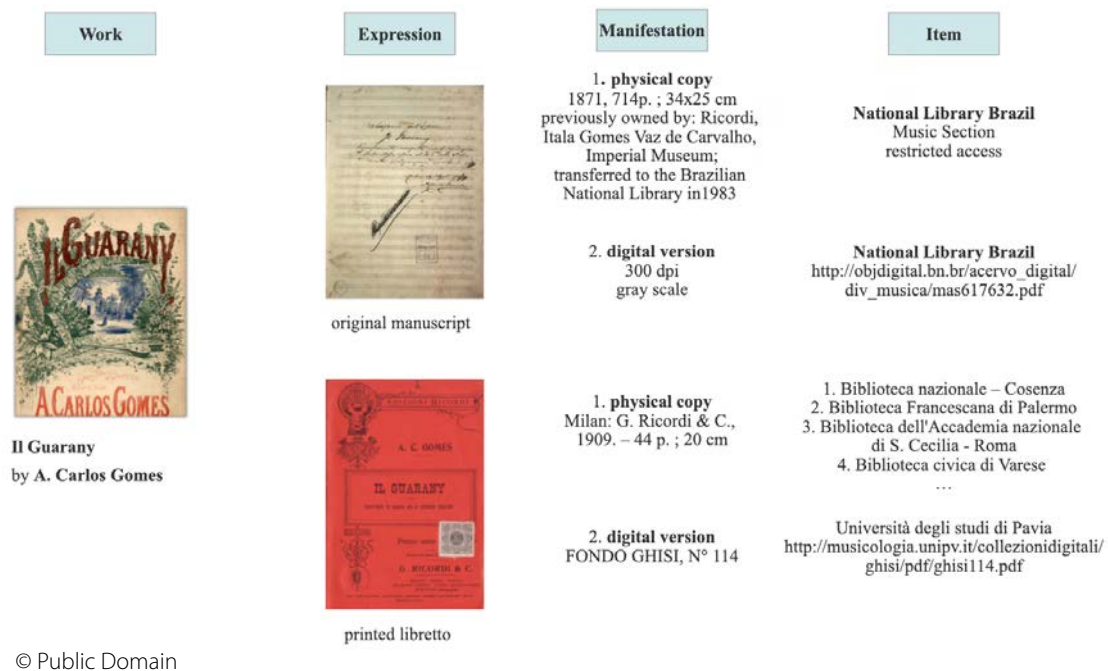 Work
Expression
Manifestation
Item
IL GUARANY
A.CARLOS GOMES
Il Guarany
by A. Carlos Gomes
original manuscript
1. physical copy
1871, 714p. ; 34x25 cm
previously owned by: Ricordi,
Itala Gomes Vaz de Carvalho,
Imperial Museum;
transferred to the Brazilian
National Library in1983
National Library Brazil
Music Section
restricted access
2. digital version
300 dpi
gray scale
National Library Brazil
http://objdigital.bn.br/acervo_digital/
div_musica/mas617632.pdf
A. C. GOMES
IL GUARANY
G. RICORDI & C.
printed libretto
1. physical copy
Milan: G. Ricordi & C.,
1909. – 44 p. ; 20 cm
1. Biblioteca nazionale – Cosenza
2. Biblioteca Francescana di Palermo
3. Biblioteca dell'Accademia nazionale
di S. Cecilia - Roma
4. Biblioteca civica di Varese
…
2. digital version
FONDO GHISI, N° 114
Università degli studi di Pavia
http://musicologia.unipv.it/collezionidigitali/
ghisi/pdf/ghisi114.pdf
© Public Domain